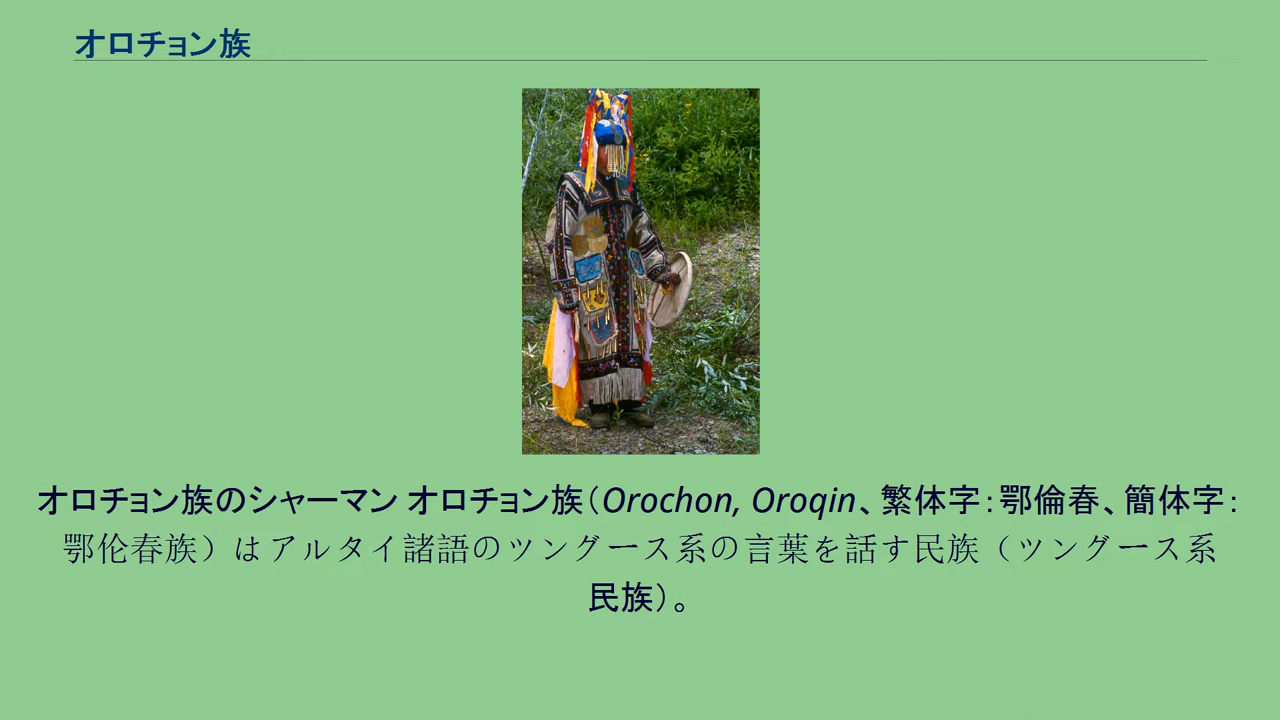 オロチョン族
オロチョン族のシャーマン オロチョン族（Orochon, Oroqin、繁体字：鄂倫春、簡体字：
鄂伦春族）はアルタイ諸語のツングース系の言葉を話す民族（ツングース系
民族）。